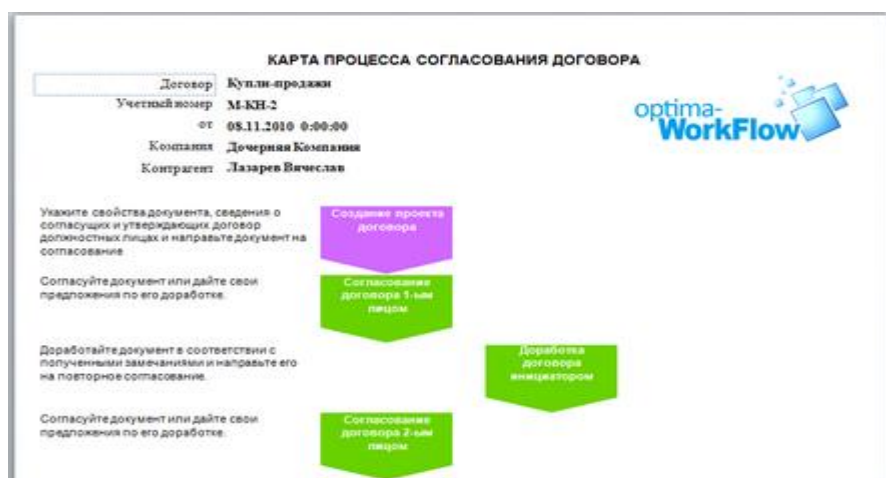 КАРТА ПРОЦЕССА СОГЛАСОВАНИЯ ДОГОВОРА
Договор Купли-продажи
Учетный номер М-КН-2
от 08.11.2010 0:00:00
Компания Дочерняя Компания
Контрагент Лазарев Вячеслав
optima-
WorkFlow
Укажите свойства документа, сведения о
согласущих и утверждающих договор
должностных лицах и направьте документ на
согласование
Создание проекта
договора
Согласуйте документ или дайте свои
предложения по его доработке.
Согласование
договора 1-ым
лицом
Доработайте документ в соответствии с
полученными замечаниями и направьте его
на повторное согласование.
Доработка
договора
инициатором
Согласуйте документ или дайте свои
предложения по его доработке.
Согласование
договора 2-ым
лицом